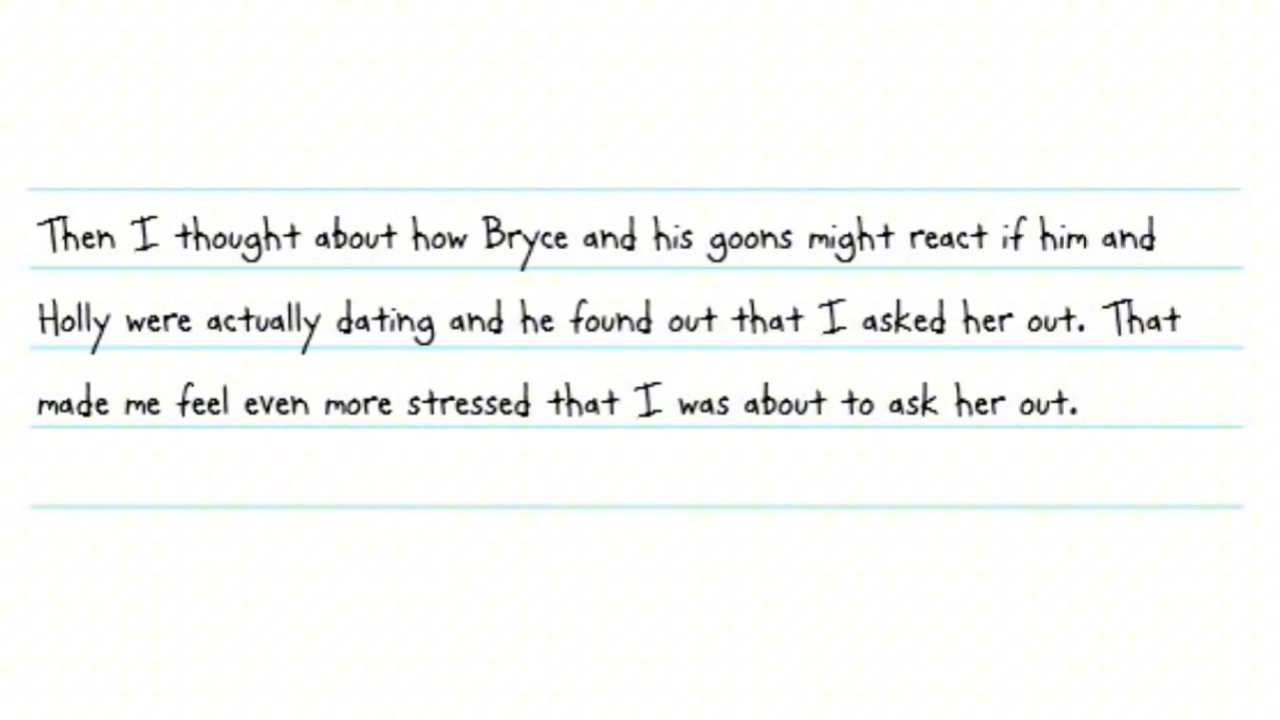 Then I thought about how Bryce and his goons might react if him and
Holly were actually dating and he found out that I asked her out. That
made me feel even more stressed that I was about to ask her out.